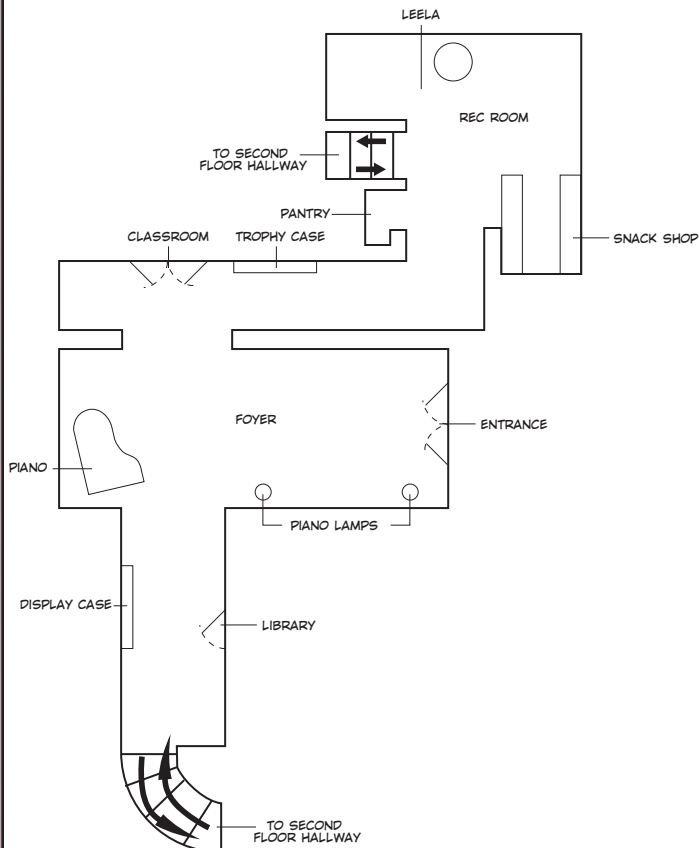 LEELA
REC ROOM
TO SECOND
FLOOR HALLWAY
PANTRY
CLASSROOM
TROPHY CASE
SNACK SHOP
FOYER
ENTRANCE
PIANO
PIANO LAMPS
DISPLAY CASE
LIBRARY
TO SECOND
FLOOR HALLWAY